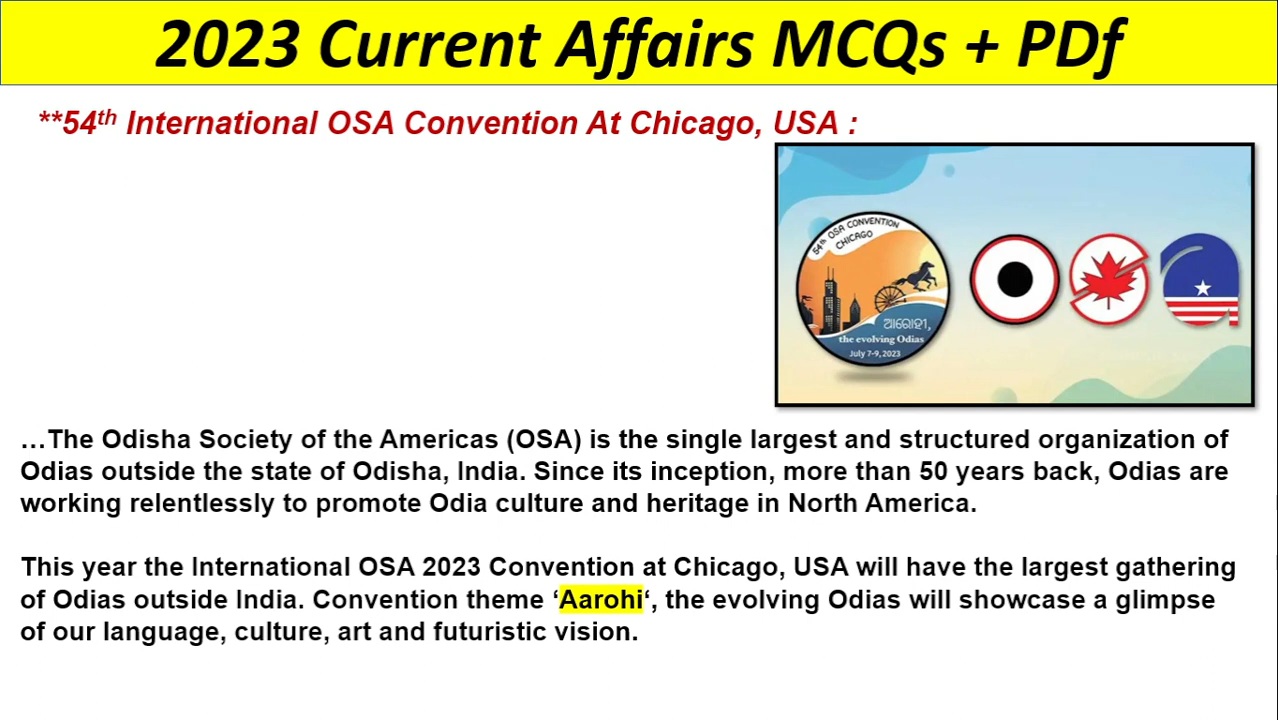 2023 Current Affairs MCQs + PDf
**54th International OSA Convention At Chicago, USA :
54th OSA CONVENTION
CHICAGO
ଆରୋହୀ,
the evolving Odias
July 7-9, 2023
…The Odisha Society of the Americas (OSA) is the single largest and structured organization of
Odias outside the state of Odisha, India. Since its inception, more than 50 years back, Odias are
working relentlessly to promote Odia culture and heritage in North America.
This year the International OSA 2023 Convention at Chicago, USA will have the largest gathering
of Odias outside India. Convention theme ‘Aarohi‘, the evolving Odias will showcase a glimpse
of our language, culture, art and futuristic vision.